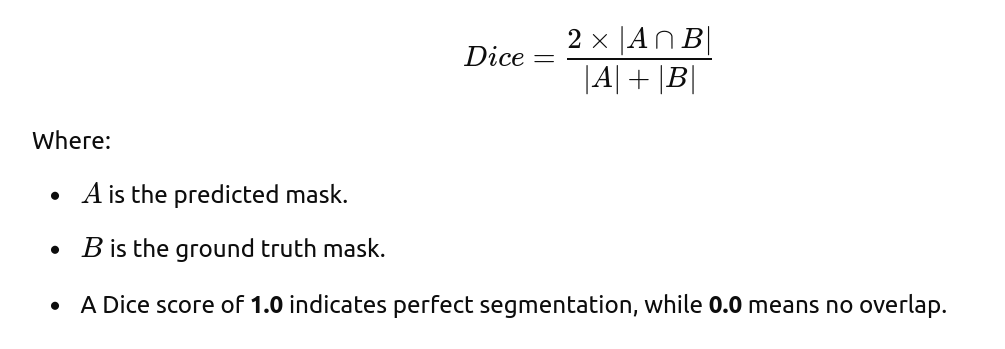 Dice = \frac{2 × |A ∩ B|}{|A| + |B|}
Where:
• A is the predicted mask.
• B is the ground truth mask.
• A Dice score of 1.0 indicates perfect segmentation, while 0.0 means no overlap.